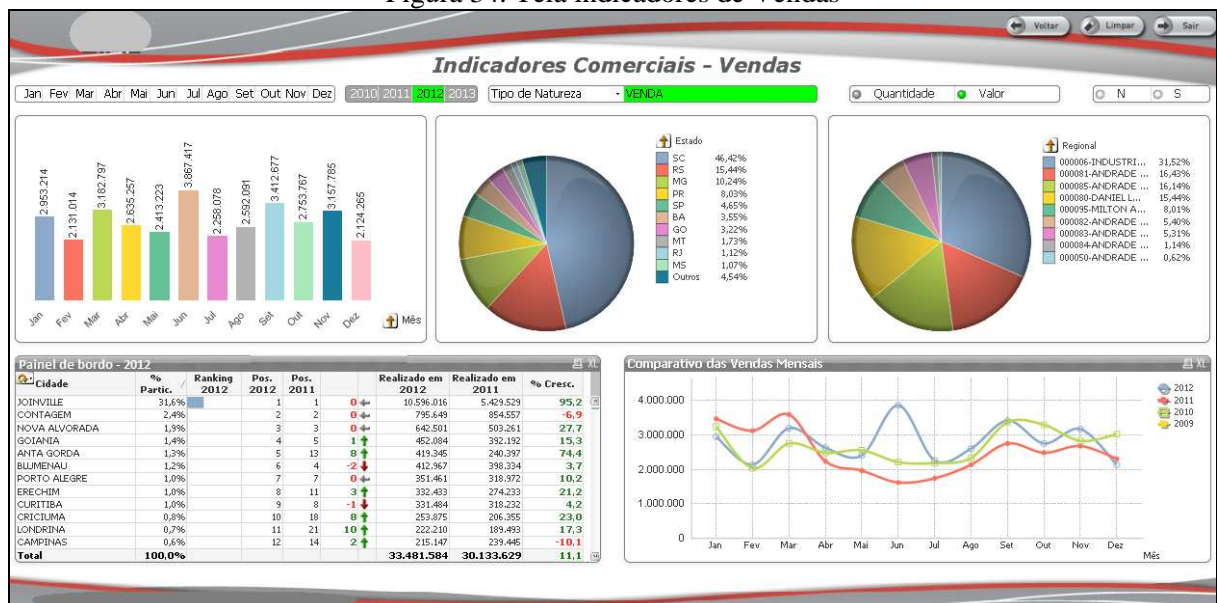 Figura 34: Tela indicadores de Vendas
Voltar Limpar Sair
Indicadores Comerciais - Vendas
Jan Fev Mar Abr Mai Jun Jul Ago Set Out Nov Dez 2010 2011 2012 2013 Tipo de Natureza - VENDA Quantidade Valor N S
2.953.214
2.131.014
3.182.797
2.635.257
2.413.223
3.867.417
2.258.078
2.592.091
3.412.677
2.753.767
3.157.785
2.124.265
Jan Fev Mar Abr Mai Jun Jul Ago Set Out Nov Dez Mês
Estado
SC 46,42%
RS 15,44%
MG 10,24%
PR 8,03%
SP 4,65%
BA 3,55%
GO 3,22%
MT 1,73%
RJ 1,12%
MS 1,07%
Outros 4,54%
Regional
000006-INDUSTRI... 31,52%
000081-ANDRADE ... 16,43%
000085-ANDRADE ... 16,14%
000080-DANIEL L... 15,44%
000095-MILTON A... 8,01%
000082-ANDRADE ... 5,40%
000083-ANDRADE ... 5,31%
000084-ANDRADE ... 1,14%
000050-ANDRADE ... 0,62%
Painel de bordo - 2012 XL
Cidade % Partic. Ranking 2012 Pos. 2012 Pos. 2011 Realizado em 2012 Realizado em 2011 % Cresc.
JOINVILLE 31,6% 1 1 0 10.596.016 5.429.529 95,2
CONTAGEM 2,4% 2 2 0 795.649 854.557 -6,9
NOVA ALVORADA 1,9% 3 3 0 642.501 503.261 27,7
GOIANIA 1,4% 4 5 1 452.084 392.192 15,3
ANTA GORDA 1,3% 5 13 8 419.345 240.397 74,4
BLUMENAU 1,2% 6 4 -2 412.967 398.334 3,7
PORTO ALEGRE 1,0% 7 7 0 351.461 318.972 10,2
ERECHIM 1,0% 8 11 3 332.433 274.233 21,2
CURITIBA 1,0% 9 8 -1 331.484 318.232 4,2
CRICIUMA 0,8% 10 18 8 253.875 206.355 23,0
LONDRINA 0,7% 11 21 10 222.210 189.493 17,3
CAMPINAS 0,6% 12 14 2 215.147 239.445 -10,1
Total 100,0% 33.481.584 30.133.629 11,1
Comparativo das Vendas Mensais XL
4.000.000
3.000.000
2.000.000
1.000.000
0
Jan Fev Mar Abr Mai Jun Jul Ago Set Out Nov Dez
Mês
2012
2011
2010
2009